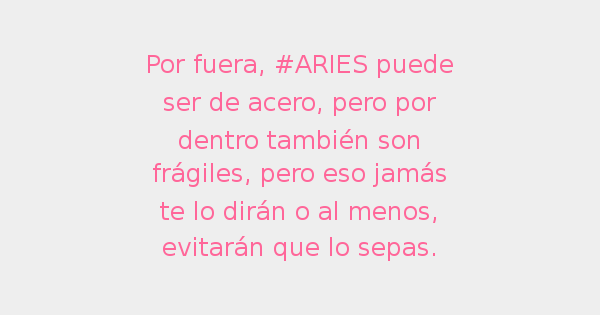 Por fuera, #ARIES puede
ser de acero, pero por
dentro también son
frágiles, pero eso jamás
te lo dirán o al menos,
evitarán que lo sepas.